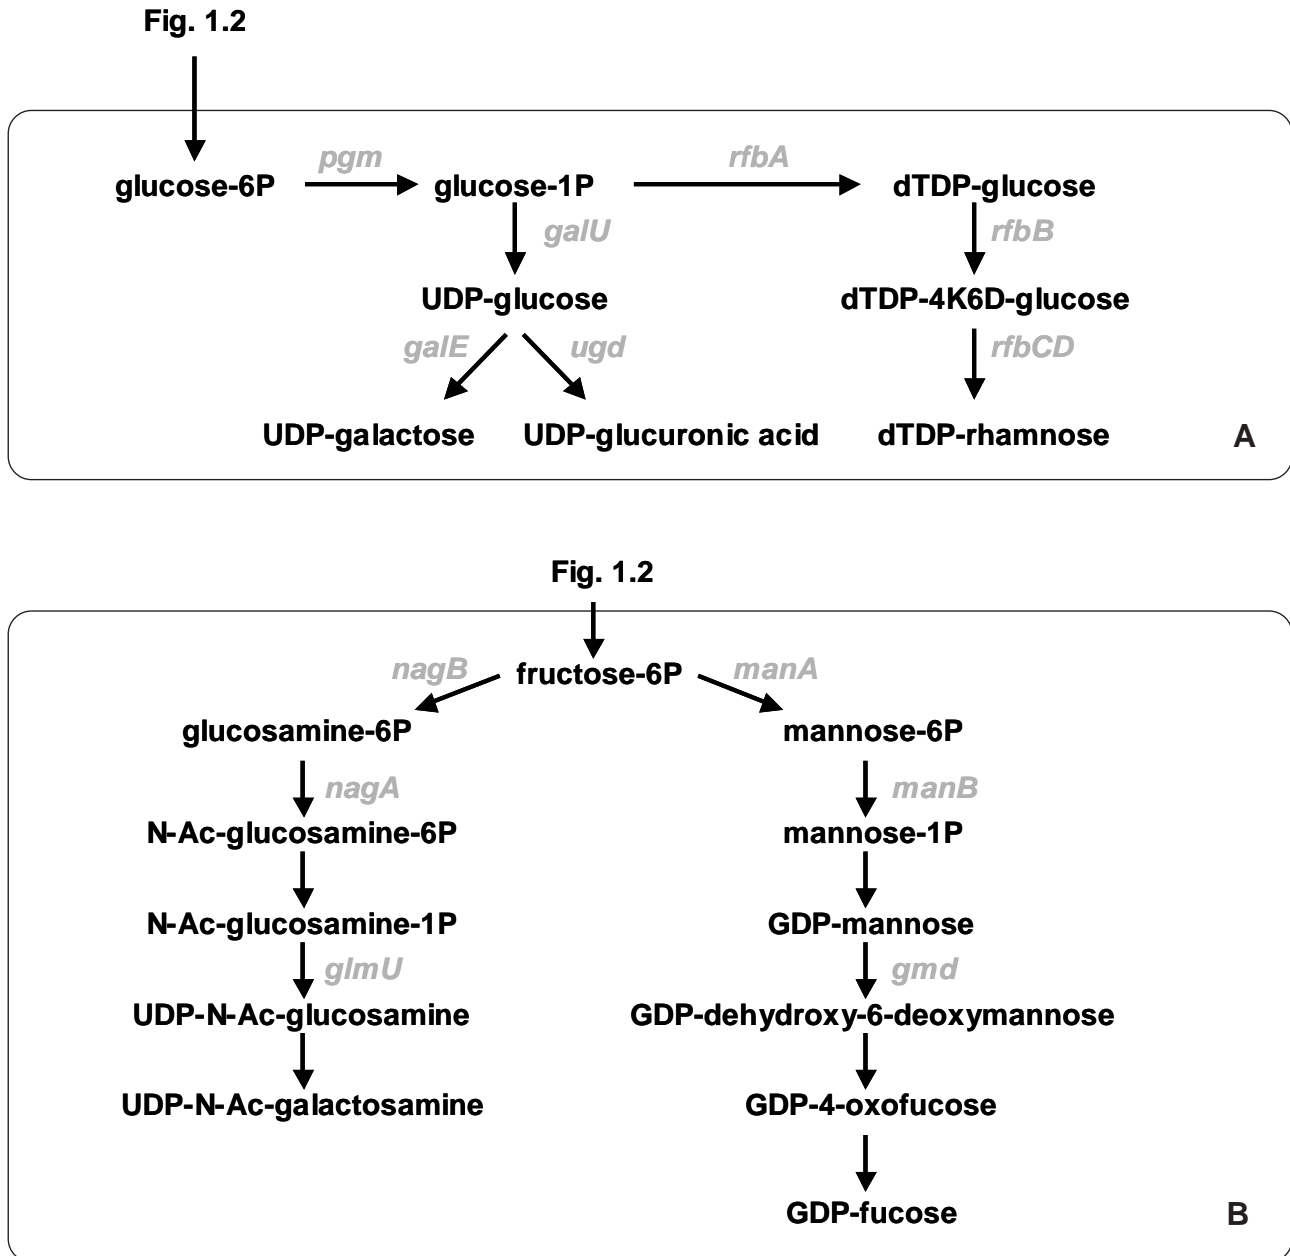 Fig. 1.2
pgm
rfbA
glucose-6P
glucose-1P
dTDP-glucose
galU
rfbB
UDP-glucose
dTDP-4K6D-glucose
galE
ugd
rfbCD
UDP-galactose
UDP-glucuronic acid
dTDP-rhamnose
A
Fig. 1.2
nagB
fructose-6P
manA
glucosamine-6P
mannose-6P
nagA
manB
N-Ac-glucosamine-6P
mannose-1P
N-Ac-glucosamine-1P
GDP-mannose
glmU
gmd
UDP-N-Ac-glucosamine
GDP-dehydroxy-6-deoxymannose
UDP-N-Ac-galactosamine
GDP-4-oxofucose
GDP-fucose
B